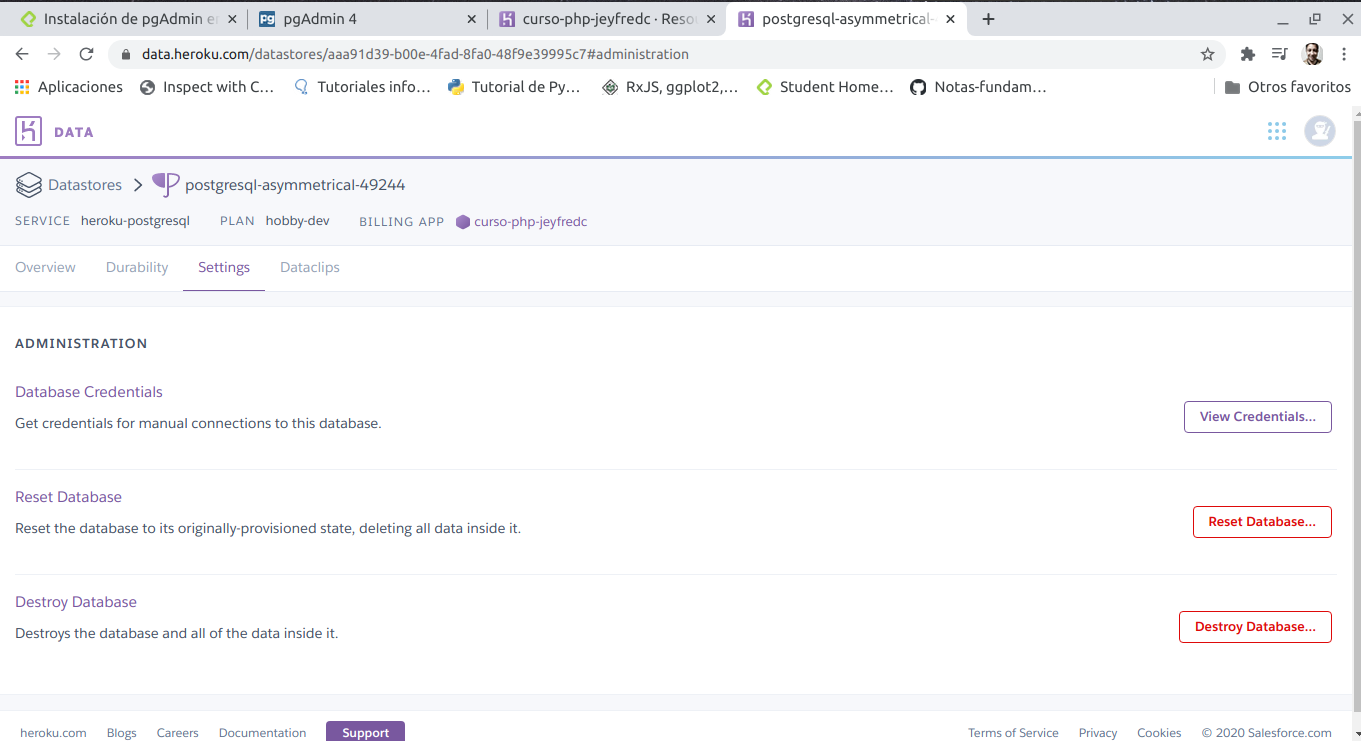 Instalación de pgAdmin en pgAdmin 4 curso-php-jeyfredc · Reso postgresql-asymmetrical-
data.heroku.com/datastores/aaa91d39-b00e-4fad-8fa0-48f9e39995c7#administration
Aplicaciones Inspect with C... Tutoriales info... Tutorial de Py... RxJS, ggplot2,... Student Home... Notas-fundam... Otros favoritos
DATA
Datastores postgresql-asymmetrical-49244
SERVICE heroku-postgresql PLAN hobby-dev BILLING APP curso-php-jeyfredc
Overview Durability Settings Dataclips
ADMINISTRATION
Database Credentials
Get credentials for manual connections to this database.
View Credentials...
Reset Database
Reset the database to its originally-provisioned state, deleting all data inside it.
Reset Database...
Destroy Database
Destroys the database and all of the data inside it.
Destroy Database...
heroku.com Blogs Careers Documentation Support Terms of Service Privacy Cookies © 2020 Salesforce.com